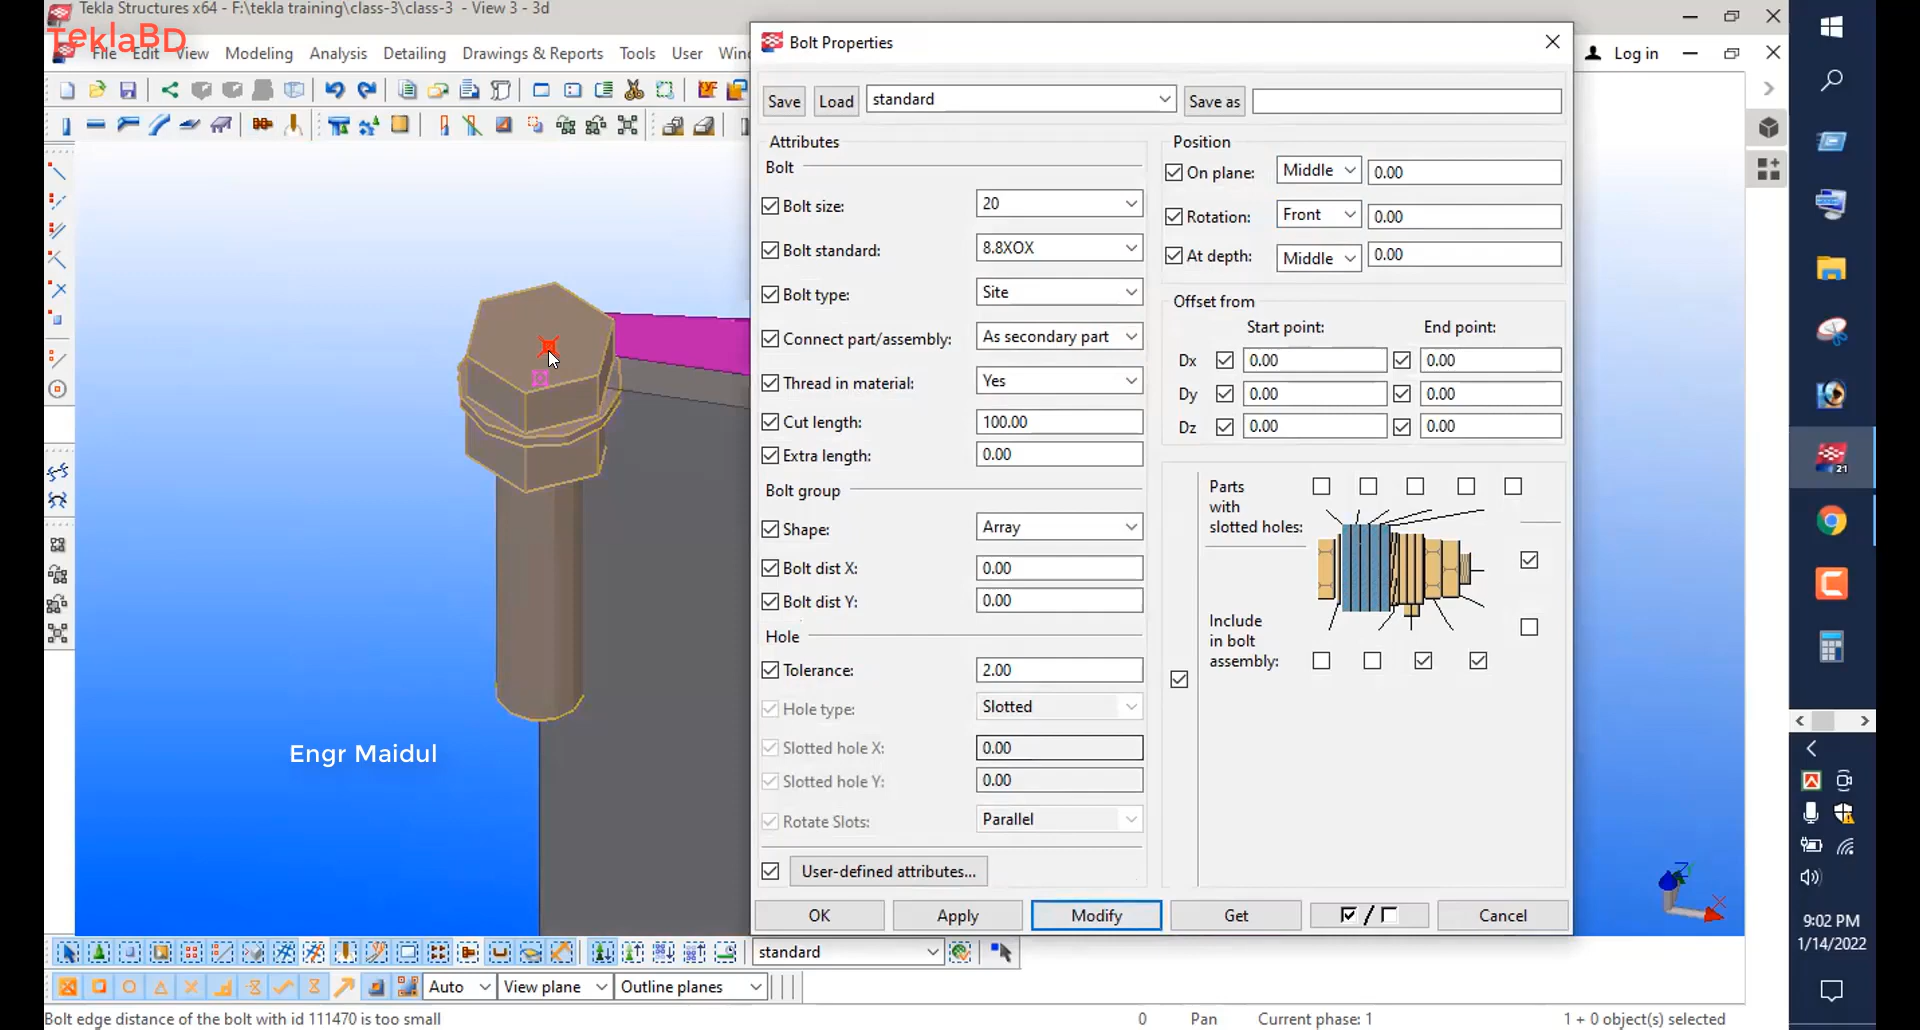 Tekla Structures x64 - F:\tekla training\class-3\class-3 - View 3 - 3d
TeklaBD
File Edit View Modeling Analysis Detailing Drawings & Reports Tools User
Log in
Bolt Properties
Save Load standard Save as
Attributes
Bolt
Bolt size: 20
Bolt standard: 8.8XOX
Bolt type: Site
Connect part/assembly: As secondary part
Thread in material: Yes
Cut length: 100.00
Extra length: 0.00
Bolt group
Shape: Array
Bolt dist X: 0.00
Bolt dist Y: 0.00
Hole
Tolerance: 2.00
Hole type: Slotted
Slotted hole X: 0.00
Slotted hole Y: 0.00
Rotate Slots: Parallel
User-defined attributes...
Position
On plane: Middle 0.00
Rotation: Front 0.00
At depth: Middle 0.00
Offset from
Start point: End point:
Dx 0.00 0.00
Dy 0.00 0.00
Dz 0.00 0.00
Parts
with
slotted holes:
Include
in bolt
assembly:
OK Apply Modify Get / Cancel
Engr Maidul
Z
X
standard
Auto View plane Outline planes
Bolt edge distance of the bolt with id 111470 is too small 0 Pan Current phase: 1 1 + 0 object(s) selected
21
9:02 PM
1/14/2022